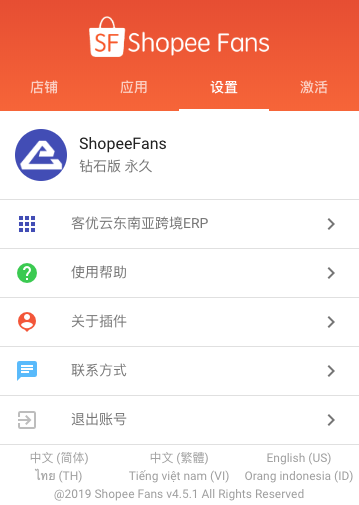 SF Shopee Fans
店铺 应用 设置 激活
ShopeeFans
钻石版 永久
客优云东南亚跨境ERP
使用帮助
关于插件
联系方式
退出账号
中文 (简体) 中文 (繁體) English (US)
ไทย (TH) Tiếng việt nam (VI) Orang indonesia (ID)
@2019 Shopee Fans v4.5.1 All Rights Reserved